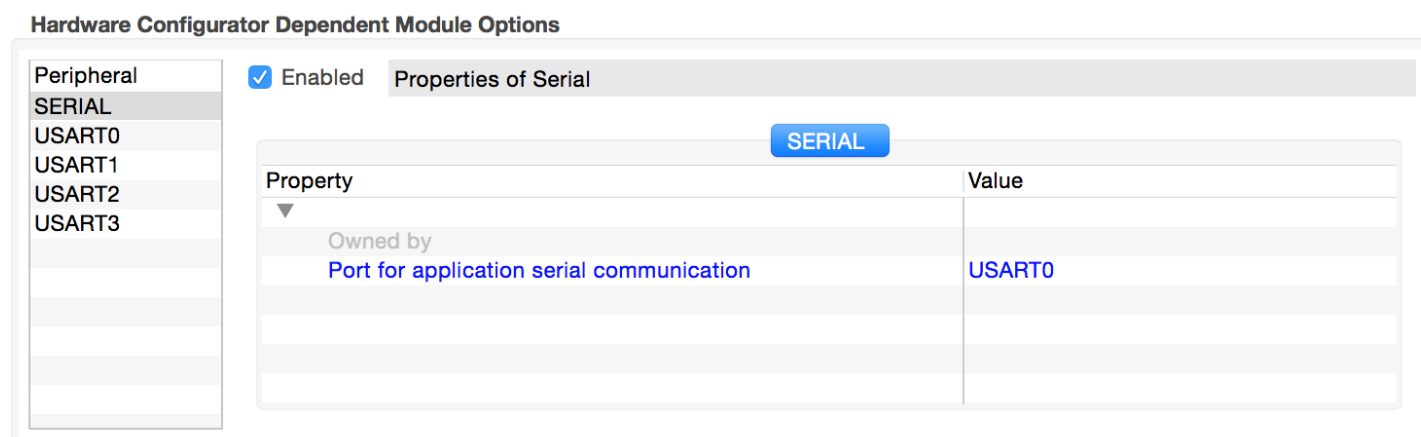 Hardware Configurator Dependent Module Options
Peripheral
SERIAL
USART0
USART1
USART2
USART3
Enabled
Properties of Serial
SERIAL
Property Value
Owned by
Port for application serial communication USART0